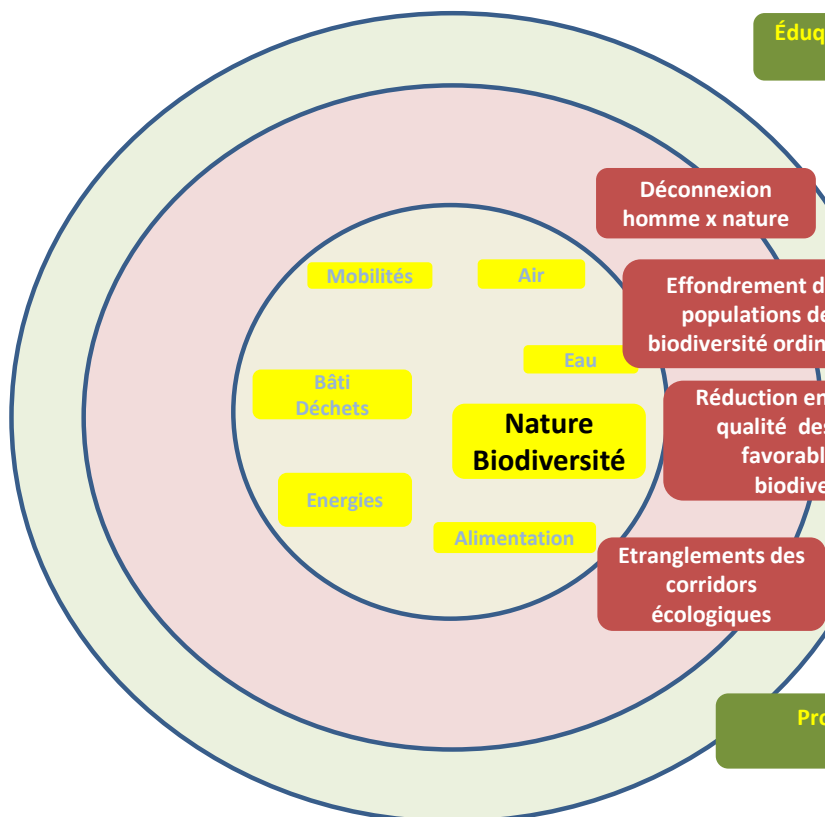 Éduq
Déconnexion
homme x nature
Mobilités
Air
Effondrement d
populations de
biodiversité ordin
Eau
Bâti
Déchets
Réduction en
qualité des
favorabl
biodive
Nature
Biodiversité
Energies
Alimentation
Etranglements des
corridors
écologiques
Pro